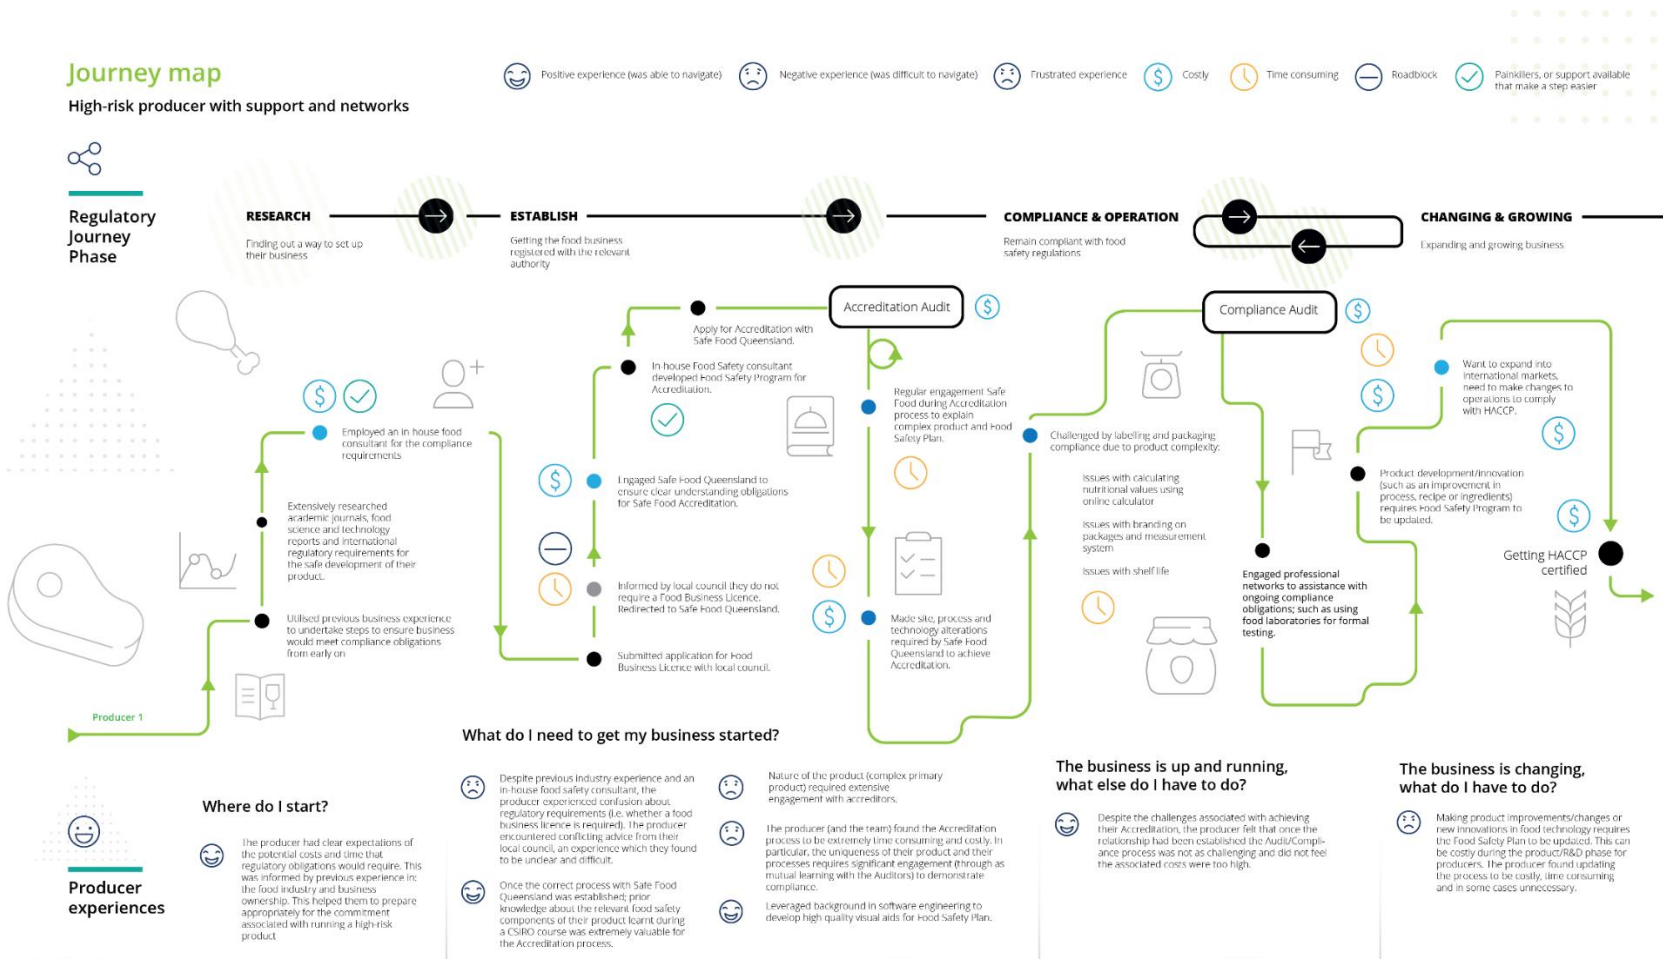 Journey map
High-risk producer with support and networks
Positive experience (was able to navigate)
Negative experience (was difficult to navigate)
Frustrated experience
Costly
Time consuming
Roadblock
Painkillers, or support available
that make a step easier
Regulatory
Journey
Phase
RESEARCH
Finding out a way to set up
their business
ESTABLISH
Getting the food business
registered with the relevant
authority
COMPLIANCE & OPERATION
Remain compliant with food
safety regulations
CHANGING & GROWING
Expanding and growing business
Producer 1
Utilised previous business experience
to undertake steps to ensure business
would meet compliance obligations
from early on
Extensively researched
academic journals, food
science and technology
reports and international
regulatory requirements for
the safe development of their
product.
$
Employed an in house food
consultant for the compliance
requirements
Submitted application for Food
Business Licence with local council.
Informed by local council they do not
require a Food Business Licence.
Redirected to Safe Food Queensland.
$
Engaged Safe Food Queensland to
ensure clear understanding obligations
for Safe Food Accreditation.
In-house Food Safety consultant
developed Food Safety Program for
Accreditation.
Apply for Accreditation with
Safe Food Queensland.
Accreditation Audit
$
Regular engagement Safe
Food during Accreditation
process to explain
complex product and Food
Safety Plan.
$
Made site, process and
technology alterations
required by Safe Food
Queensland to achieve
Accreditation.
Challenged by labelling and packaging
compliance due to product complexity:
Issues with calculating
nutritional values using
online calculator
Issues with branding on
packages and measurement
system
Issues with shelf life
Compliance Audit
$
$
Engaged professional
networks to assistance with
ongoing compliance
obligations; such as using
food laboratories for formal
testing.
Product development/innovation
(such as an improvement in
process, recipe or ingredients)
requires Food Safety Program to
be updated.
$
Want to expand into
international markets,
need to make changes to
operations to comply
with HACCP.
$
Getting HACCP
certified
Producer
experiences
Where do I start?
The producer had clear expectations of
the potential costs and time that
regulatory obligations would require. This
was informed by previous experience in:
the food industry and business
ownership. This helped them to prepare
appropriately for the commitment
associated with running a high-risk
product
What do I need to get my business started?
Despite previous industry experience and an
in-house food safety consultant, the
producer experienced confusion about
regulatory requirements (i.e. whether a food
business licence is required). The producer
encountered conflicting advice from their
local council, an experience which they found
to be unclear and difficult.
Once the correct process with Safe Food
Queensland was established; prior
knowledge about the relevant food safety
components of their product learnt during
a CSIRO course was extremely valuable for
the Accreditation process.
Nature of the product (complex primary
product) required extensive
engagement with accreditors.
The producer (and the team) found the Accreditation
process to be extremely time consuming and costly. In
particular, the uniqueness of their product and their
processes requires significant engagement (through as
mutual learning with the Auditors) to demonstrate
compliance.
Leveraged background in software engineering to
develop high quality visual aids for Food Safety Plan.
The business is up and running,
what else do I have to do?
Despite the challenges associated with achieving
their Accreditation, the producer felt that once the
relationship had been established the Audit/Compli-
ance process was not as challenging and did not feel
the associated costs were too high.
The business is changing,
what do I have to do?
Making product improvements/changes or
new innovations in food technology requires
the Food Safety Plan to be updated. This can
be costly during the product/R&D phase for
producers. The producer found updating
the process to be costly, time consuming
and in some cases unnecessary.